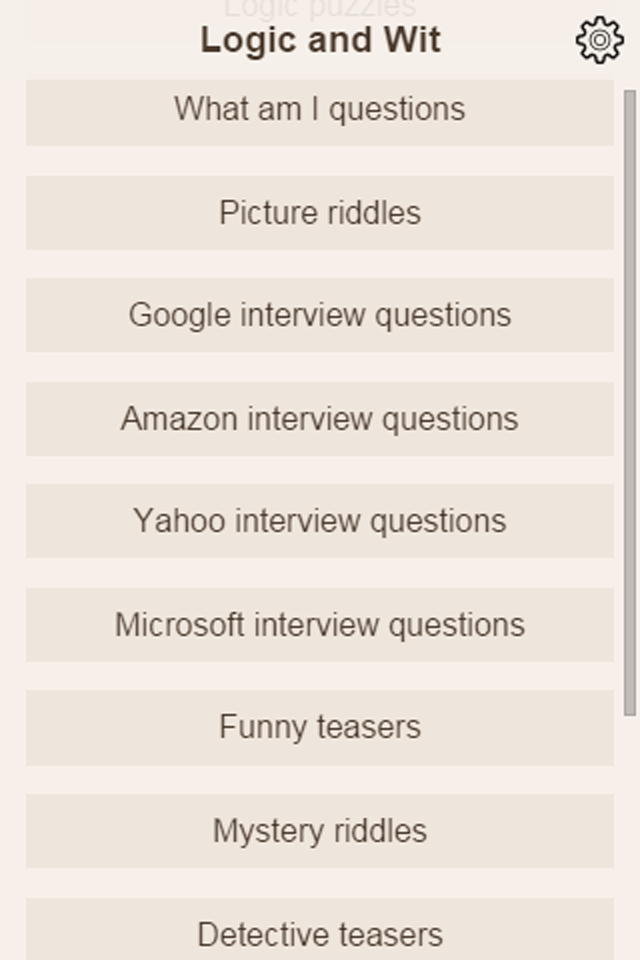 Logic puzzles
Logic and Wit
What am I questions
Picture riddles
Google interview questions
Amazon interview questions
Yahoo interview questions
Microsoft interview questions
Funny teasers
Mystery riddles
Detective teasers